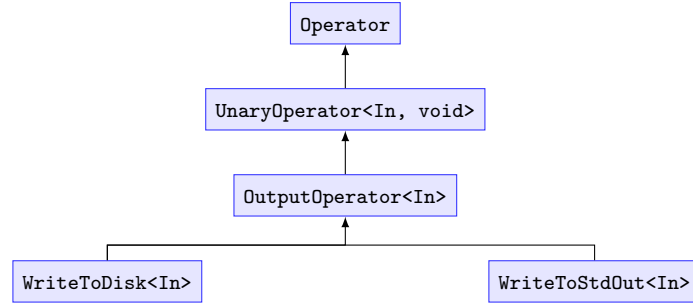 Operator
UnaryOperator<In, void>
OutputOperator<In>
WriteToDisk<In>
WriteToStdOut<In>